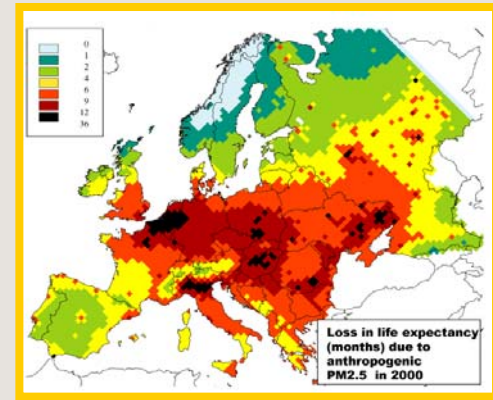 0
1
2
4
6
9
12
36
Loss in life expectancy
(months) due to
anthropogenic
PM2.5 in 2000